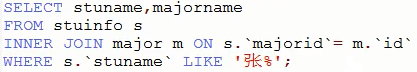 SELECT stuname,majorname
FROM stuinfo s
INNER JOIN major m ON s.`majorid`= m.`id`
WHERE s.`stuname` LIKE '张%';